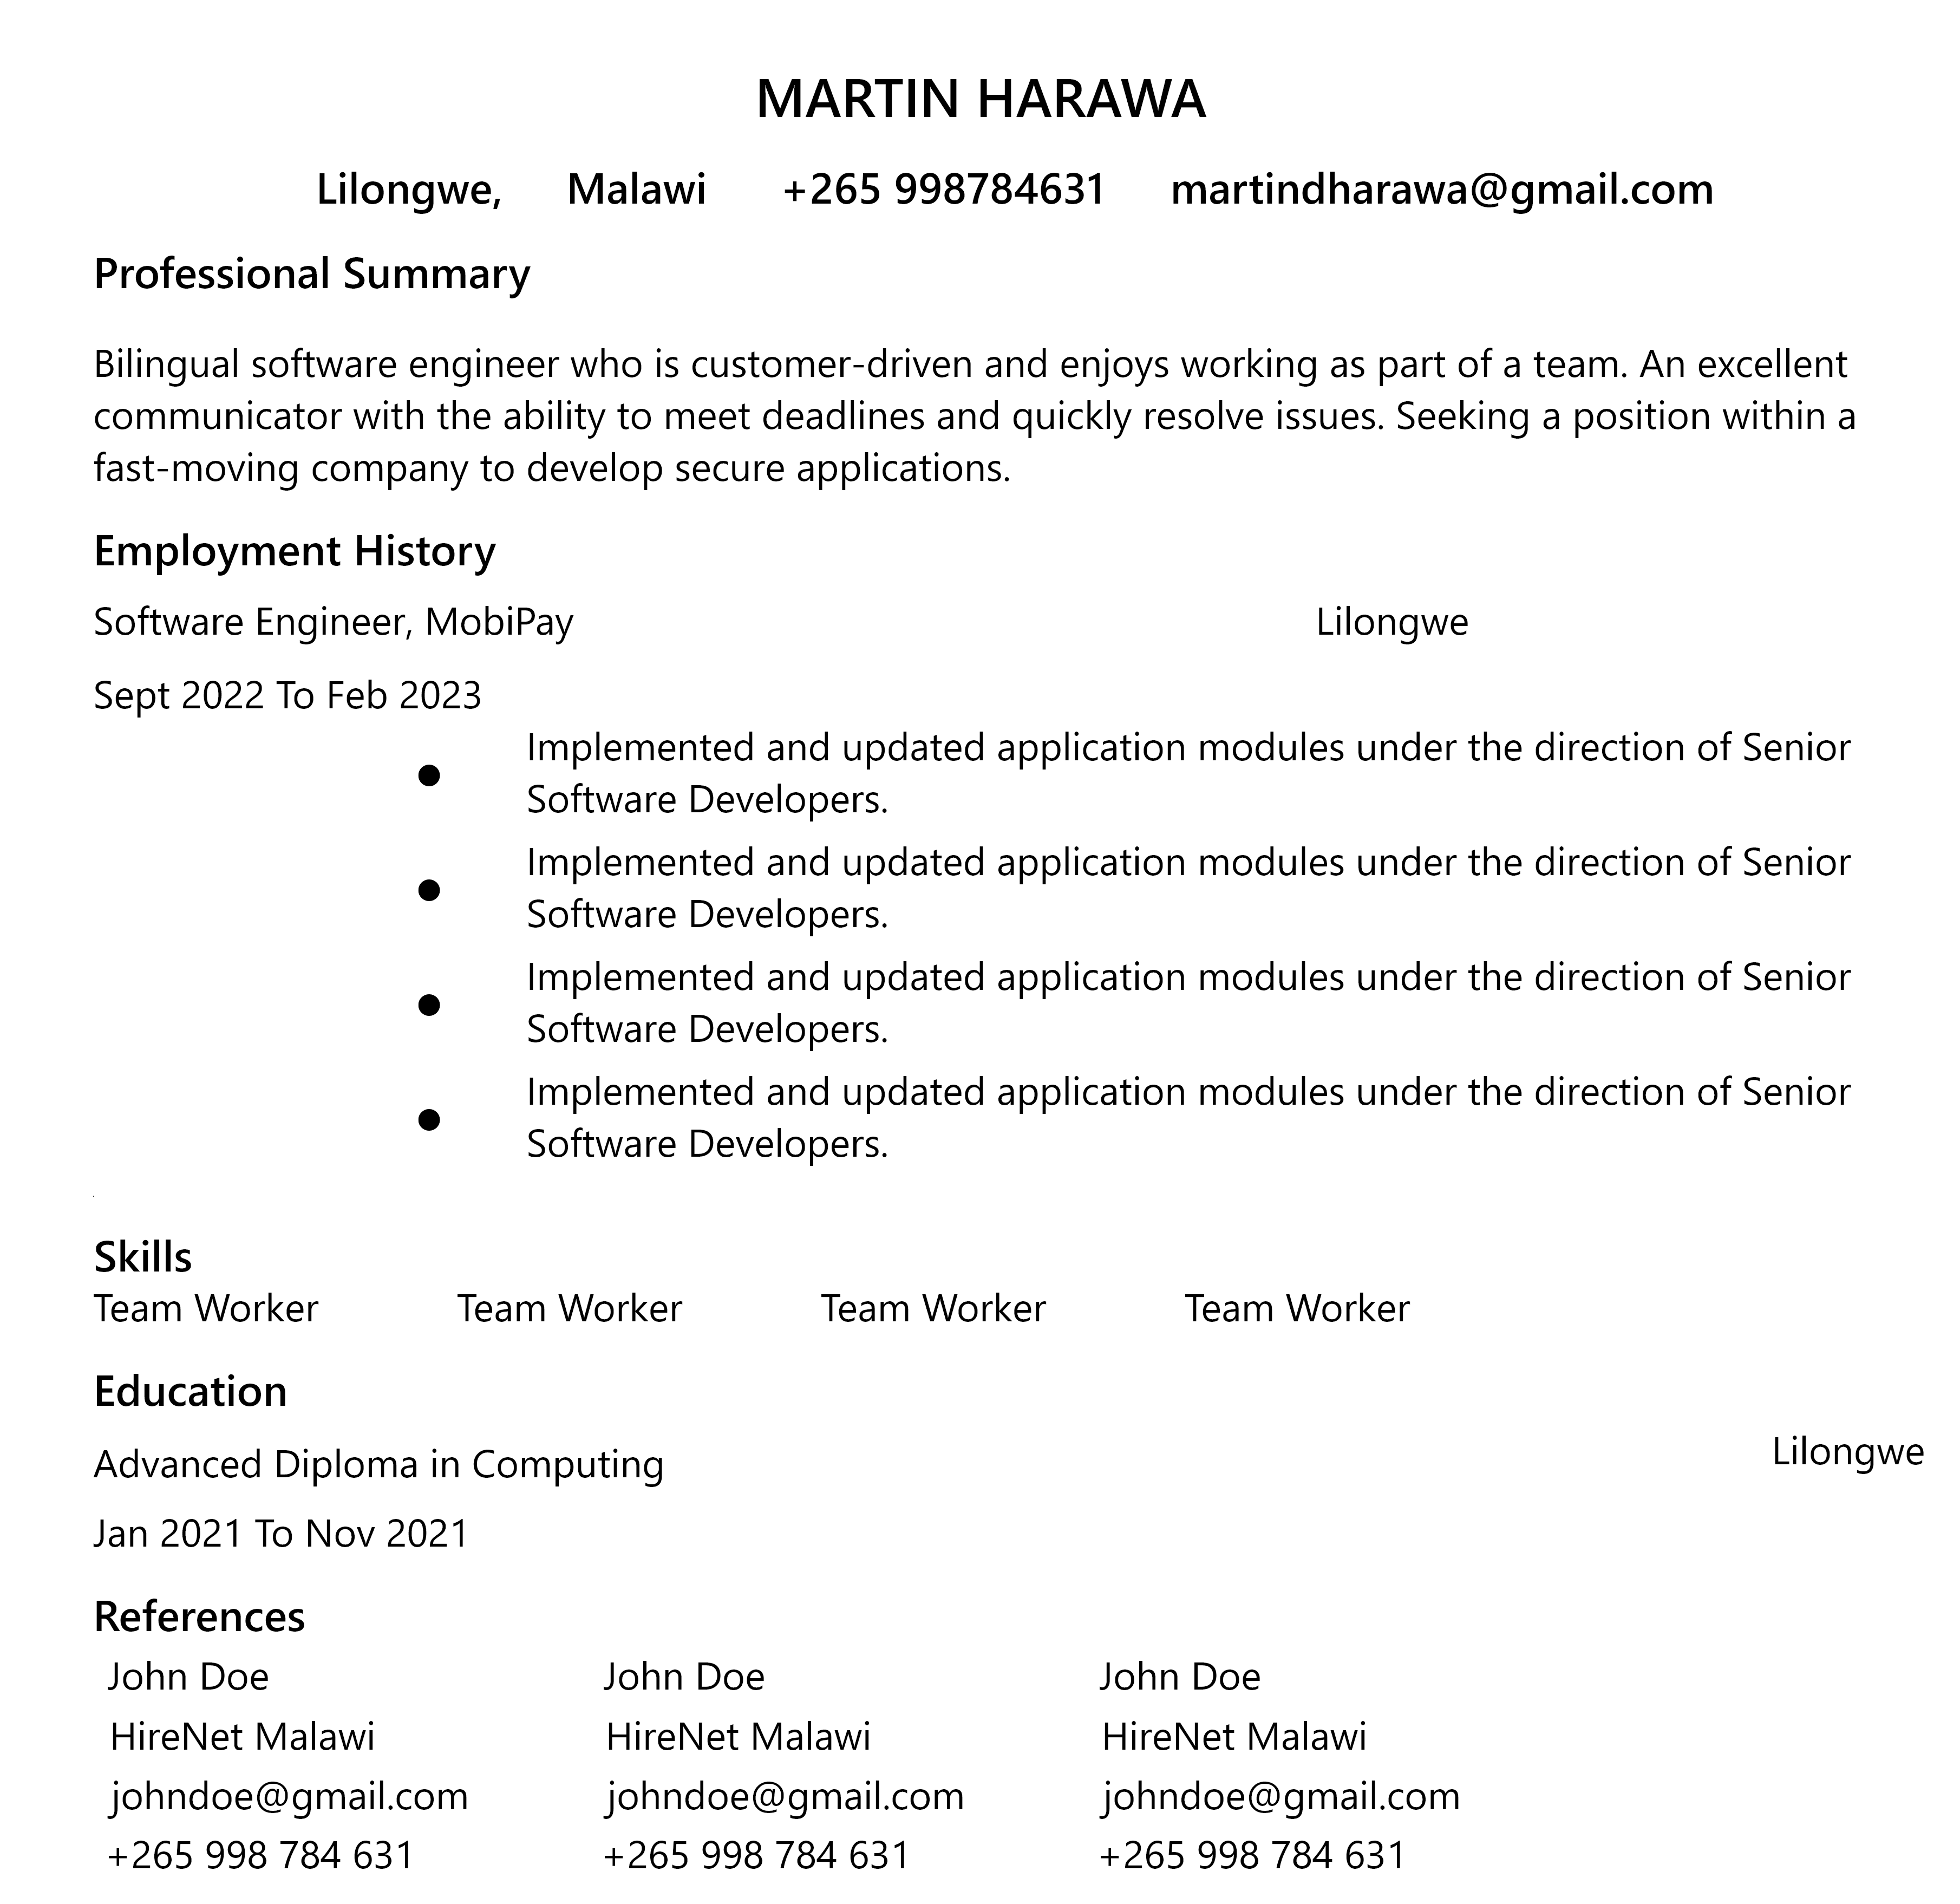 MARTIN HARAWA
Lilongwe, Malawi +265 998784631 martindharawa@gmail.com
Professional Summary
Bilingual software engineer who is customer-driven and enjoys working as part of a team. An excellent
communicator with the ability to meet deadlines and quickly resolve issues. Seeking a position within a
fast-moving company to develop secure applications.
Employment History
Software Engineer, MobiPay Lilongwe
Sept 2022 To Feb 2023
● Implemented and updated application modules under the direction of Senior
Software Developers.
● Implemented and updated application modules under the direction of Senior
Software Developers.
● Implemented and updated application modules under the direction of Senior
Software Developers.
● Implemented and updated application modules under the direction of Senior
Software Developers.
Skills
Team Worker Team Worker Team Worker Team Worker
Education
Advanced Diploma in Computing Lilongwe
Jan 2021 To Nov 2021
References
John Doe John Doe John Doe
HireNet Malawi HireNet Malawi HireNet Malawi
johndoe@gmail.com johndoe@gmail.com johndoe@gmail.com
+265 998 784 631 +265 998 784 631 +265 998 784 631